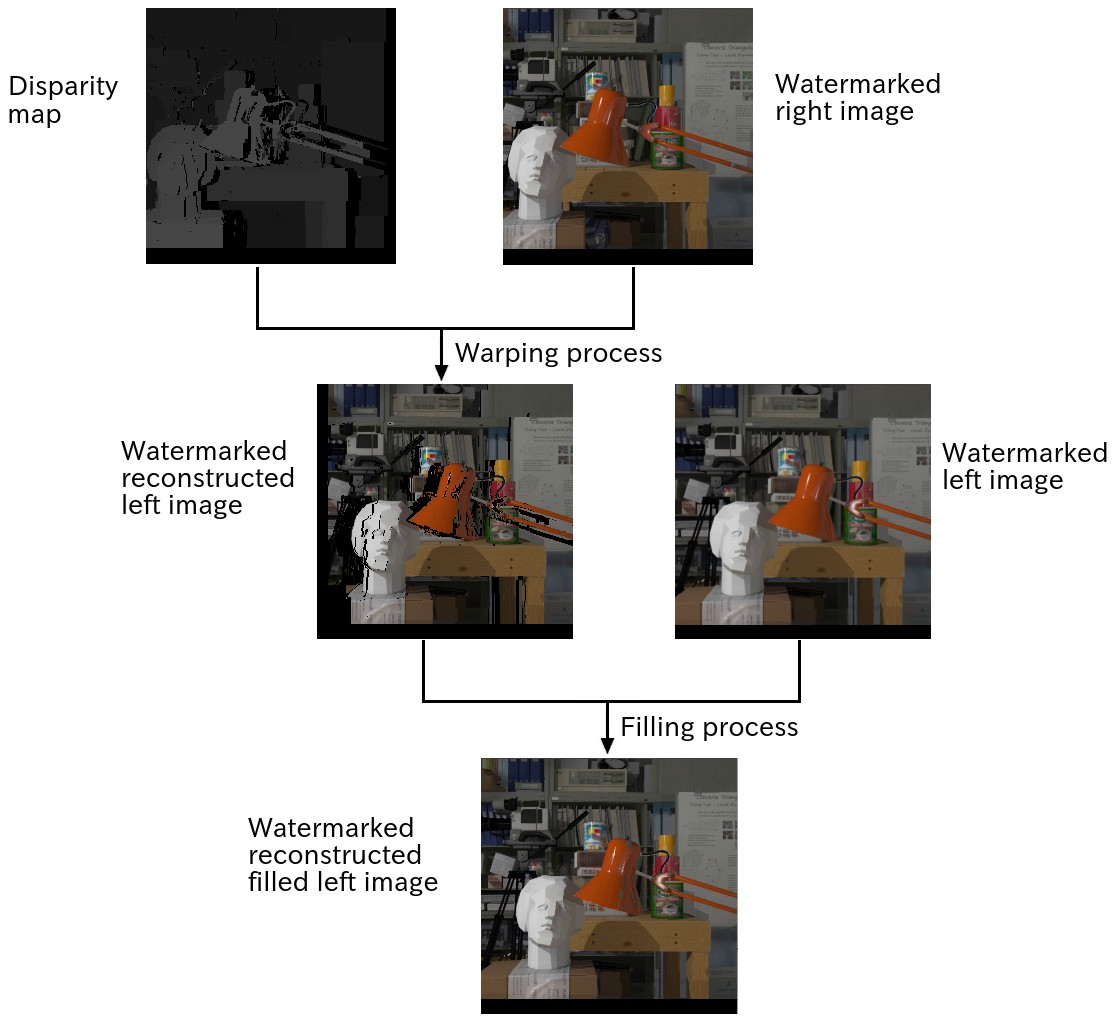 Disparity
map
Watermarked
right image
Warping process
Watermarked
reconstructed
left image
Watermarked
left image
Filling process
Watermarked
reconstructed
filled left image